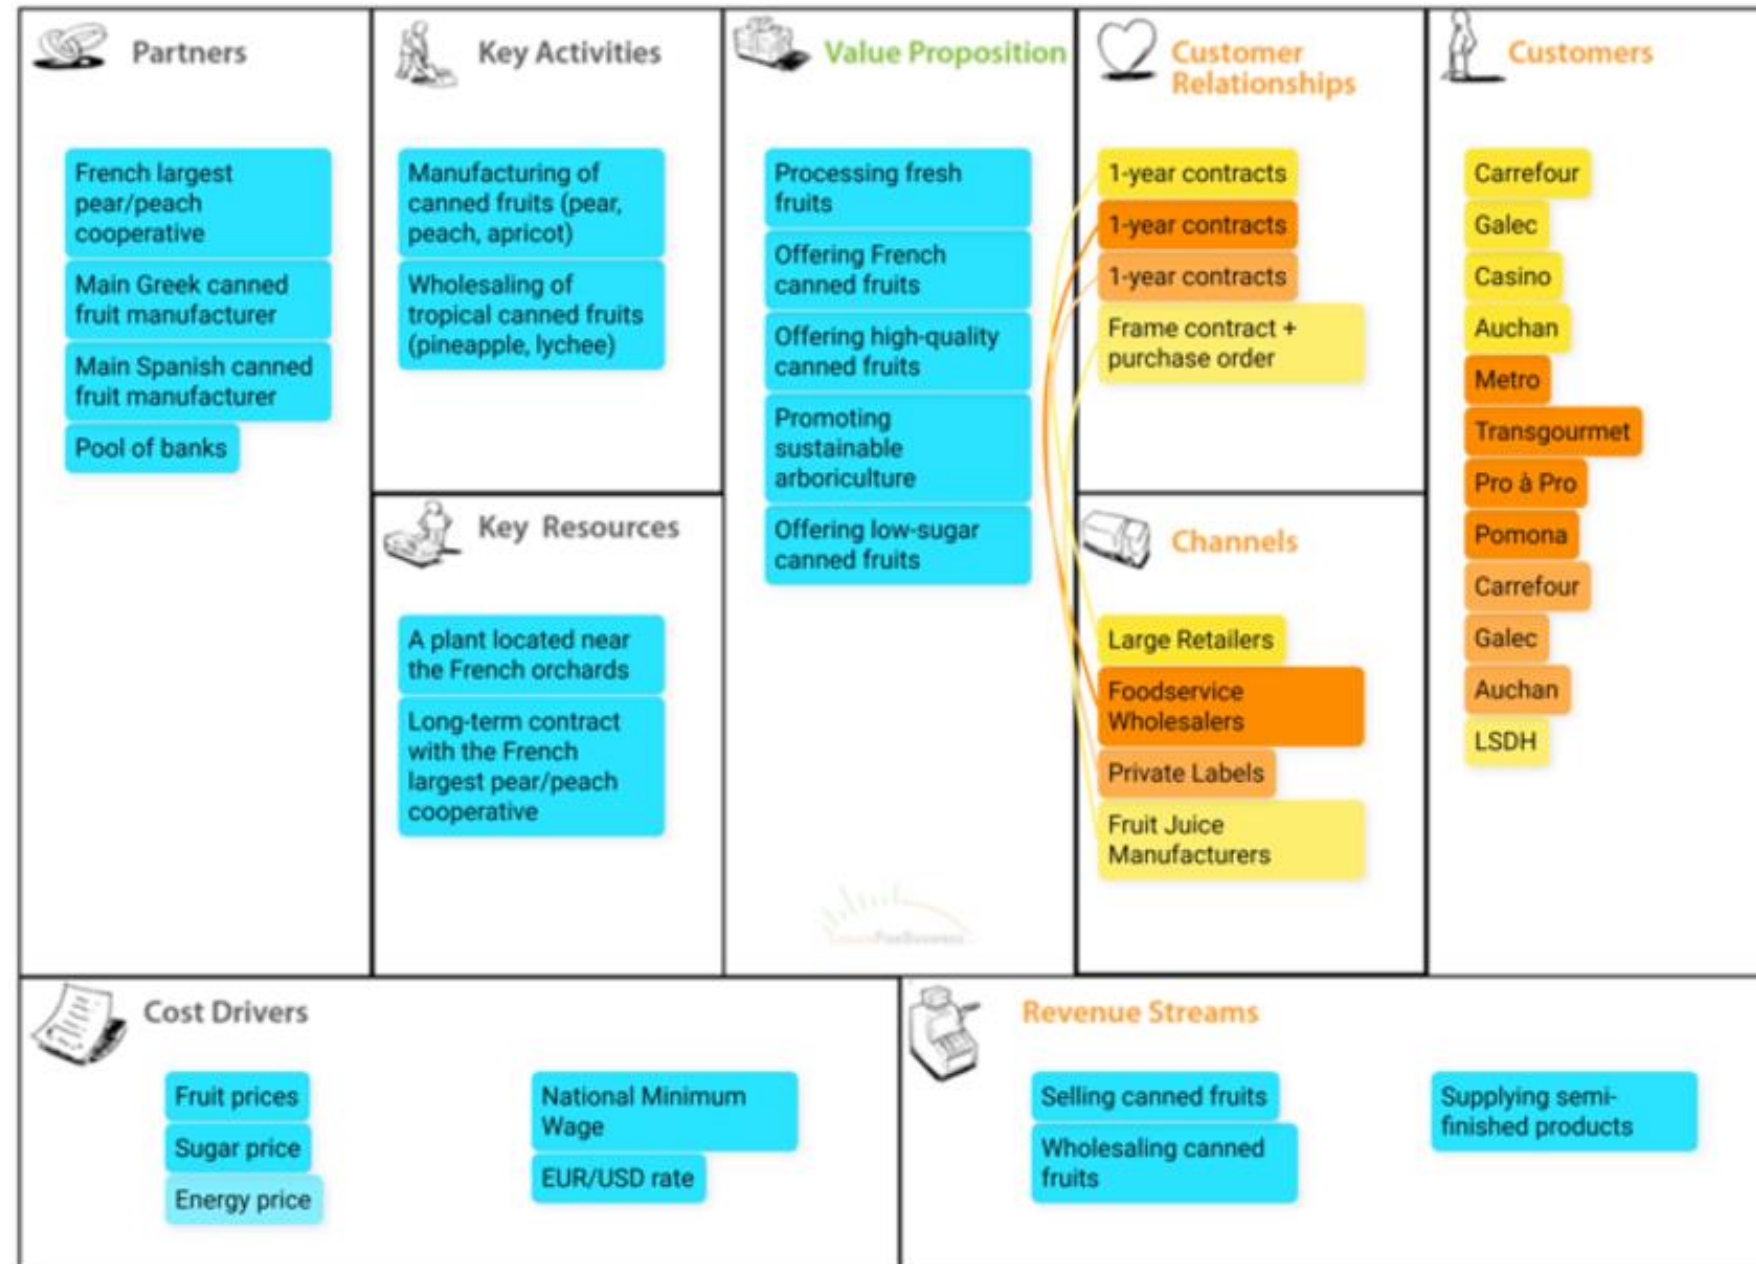 Partners
French largest
pear/peach
cooperative
Main Greek canned
fruit manufacturer
Main Spanish canned
fruit manufacturer
Pool of banks
Key Activities
Manufacturing of
canned fruits (pear,
peach, apricot)
Wholesaling of
tropical canned fruits
(pineapple, lychee)
Key Resources
A plant located near
the French orchards
Long-term contract
with the French
largest pear/peach
cooperative
Value Proposition
Processing fresh
fruits
Offering French
canned fruits
Offering high-quality
canned fruits
Promoting
sustainable
arboriculture
Offering low-sugar
canned fruits
Customer
Relationships
1-year contracts
1-year contracts
1-year contracts
Frame contract +
purchase order
Channels
Large Retailers
Foodservice
Wholesalers
Private Labels
Fruit Juice
Manufacturers
Customers
Carrefour
Galec
Casino
Auchan
Metro
Transgourmet
Pro à Pro
Pomona
Carrefour
Galec
Auchan
LSDH
Cost Drivers
Fruit prices
Sugar price
Energy price
National Minimum
Wage
EUR/USD rate
Revenue Streams
Selling canned fruits
Wholesaling canned
fruits
Supplying semi-
finished products